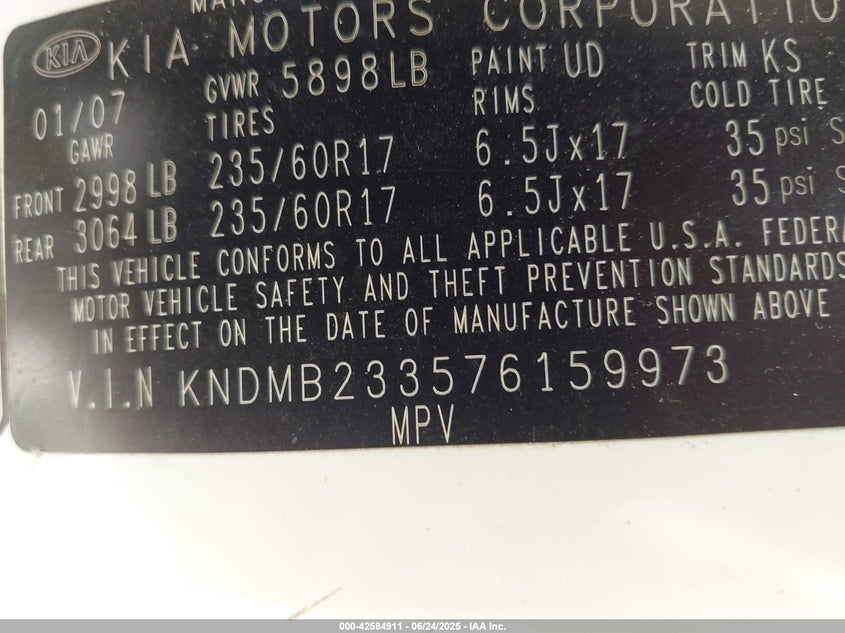 MANU
KIA KIA MOTORS CORPORATIO
01/07 GVWR 5898LB PAINT UD TRIM KS
GAWR TIRES RIMS COLD TIRE
FRONT 2998 LB 235/60R17 6.5Jx17 35 psi S
REAR 3064 LB 235/60R17 6.5Jx17 35 psi S
THIS VEHICLE CONFORMS TO ALL APPLICABLE U.S.A. FEDERA
MOTOR VEHICLE SAFETY AND THEFT PREVENTION STANDARDS
IN EFFECT ON THE DATE OF MANUFACTURE SHOWN ABOVE
V.I.N KNDMB233576159973
MPV
000-42584911 - 06/24/2025 - IAA Inc.